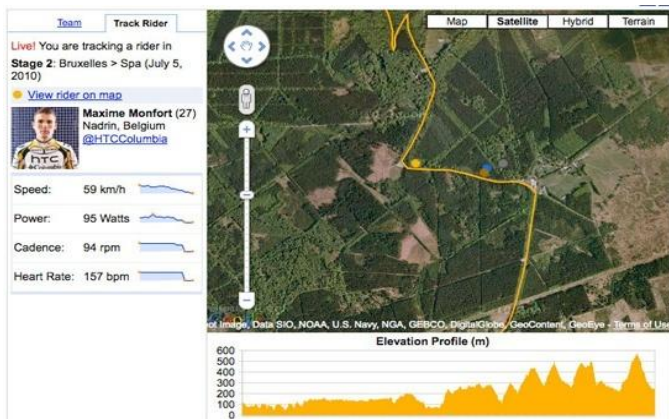 Team Track Rider
Live! You are tracking a rider in
Stage 2: Bruxelles > Spa (July 5,
2010)
View rider on map
Maxime Monfort (27)
Nadrin, Belgium
@HTCColumbia
htc
Speed: 59 km/h
Power: 95 Watts
Cadence: 94 rpm
Heart Rate: 157 bpm
Map Satellite Hybrid Terrain
Image, Data SIO, NOAA, U.S. Navy, NGA, GEBCO, DigitalGlobe, GeoContent, GeoEye - Terms of Use
Elevation Profile (m)
600
500
400
300
200
100
0